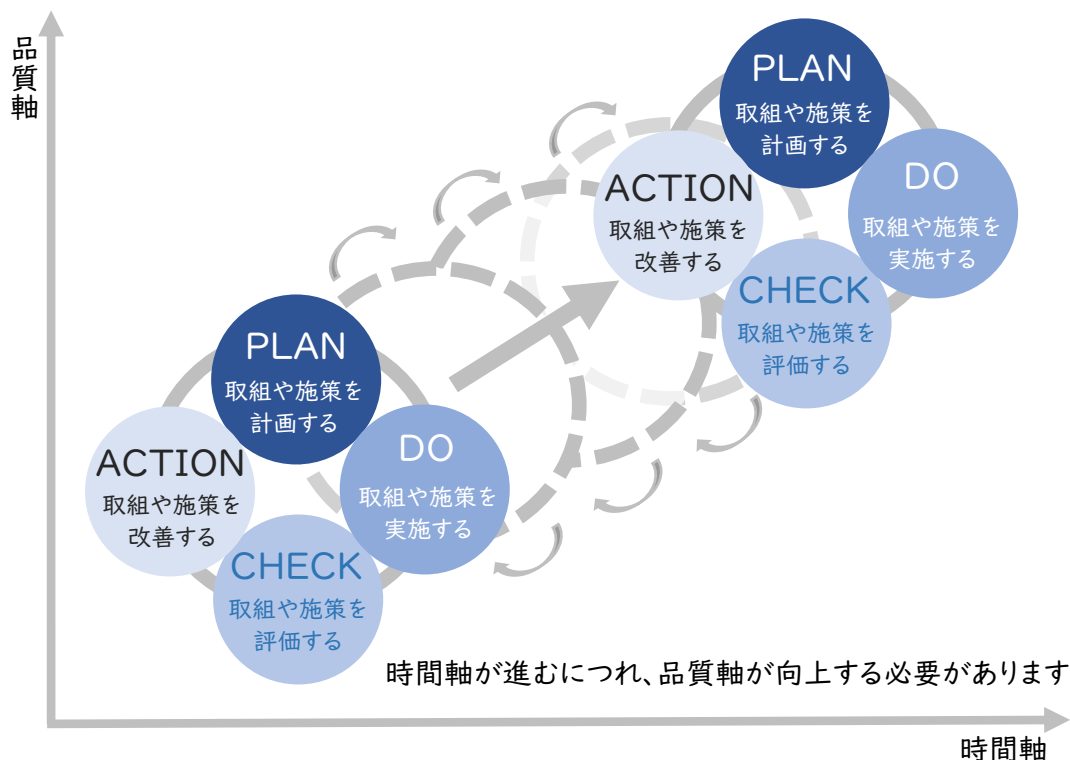 品質軸
PLAN
取組や施策を
計画する
DO
取組や施策を
実施する
ACTION
取組や施策を
改善する
CHECK
取組や施策を
評価する
PLAN
取組や施策を
計画する
DO
取組や施策を
実施する
ACTION
取組や施策を
改善する
CHECK
取組や施策を
評価する
時間軸が進むにつれ、品質軸が向上する必要があります
時間軸